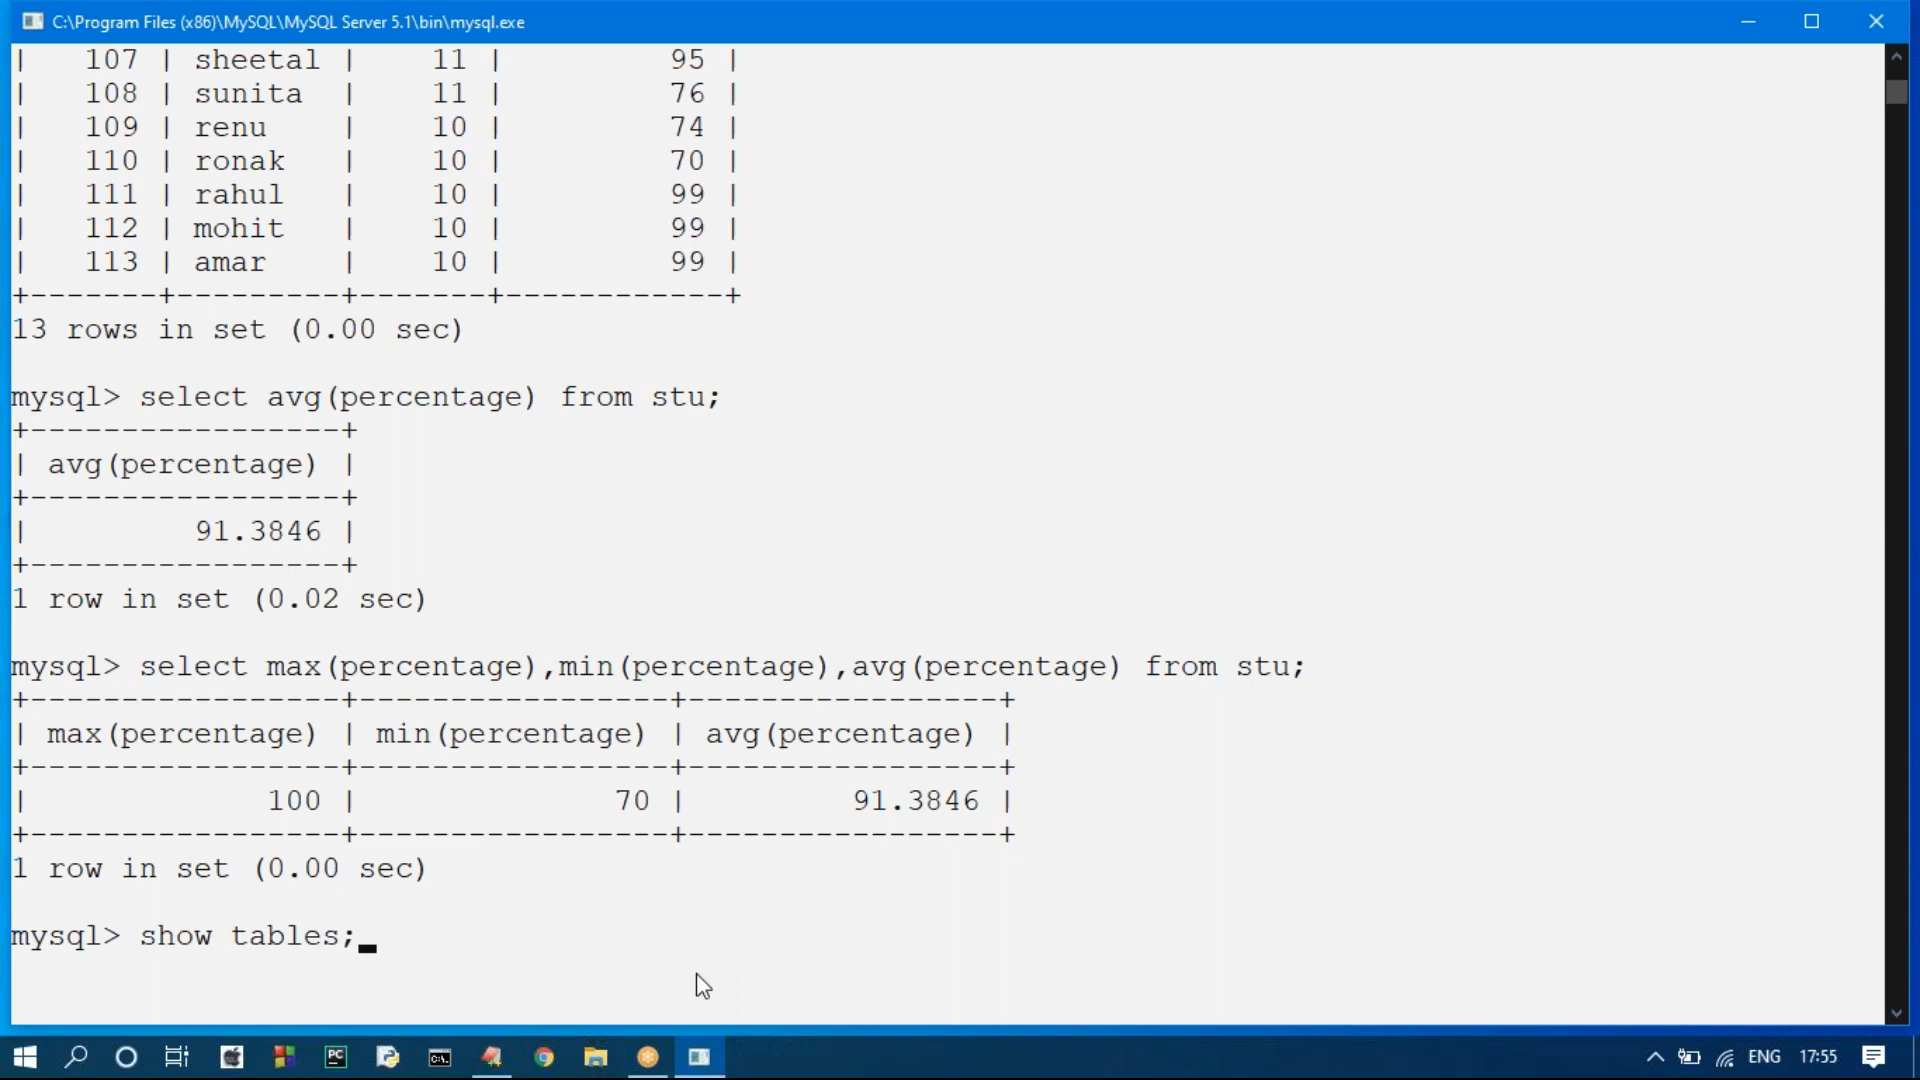 C:\Program Files (x86)\MySQL\MySQL Server 5.1\bin\mysql.exe
|   107 | sheetal |    11 |         95 |
|   108 | sunita  |    11 |         76 |
|   109 | renu    |    10 |         74 |
|   110 | ronak   |    10 |         70 |
|   111 | rahul   |    10 |         99 |
|   112 | mohit   |    10 |         99 |
|   113 | amar    |    10 |         99 |
+-------+---------+-------+------------+
13 rows in set (0.00 sec)
mysql> select avg(percentage) from stu;
+-----------------+
| avg(percentage) |
+-----------------+
|         91.3846 |
+-----------------+
1 row in set (0.02 sec)
mysql> select max(percentage),min(percentage),avg(percentage) from stu;
+-----------------+-----------------+-----------------+
| max(percentage) | min(percentage) | avg(percentage) |
+-----------------+-----------------+-----------------+
|             100 |              70 |         91.3846 |
+-----------------+-----------------+-----------------+
1 row in set (0.00 sec)
mysql> show tables;
PC
C:\.
ENG
17:55